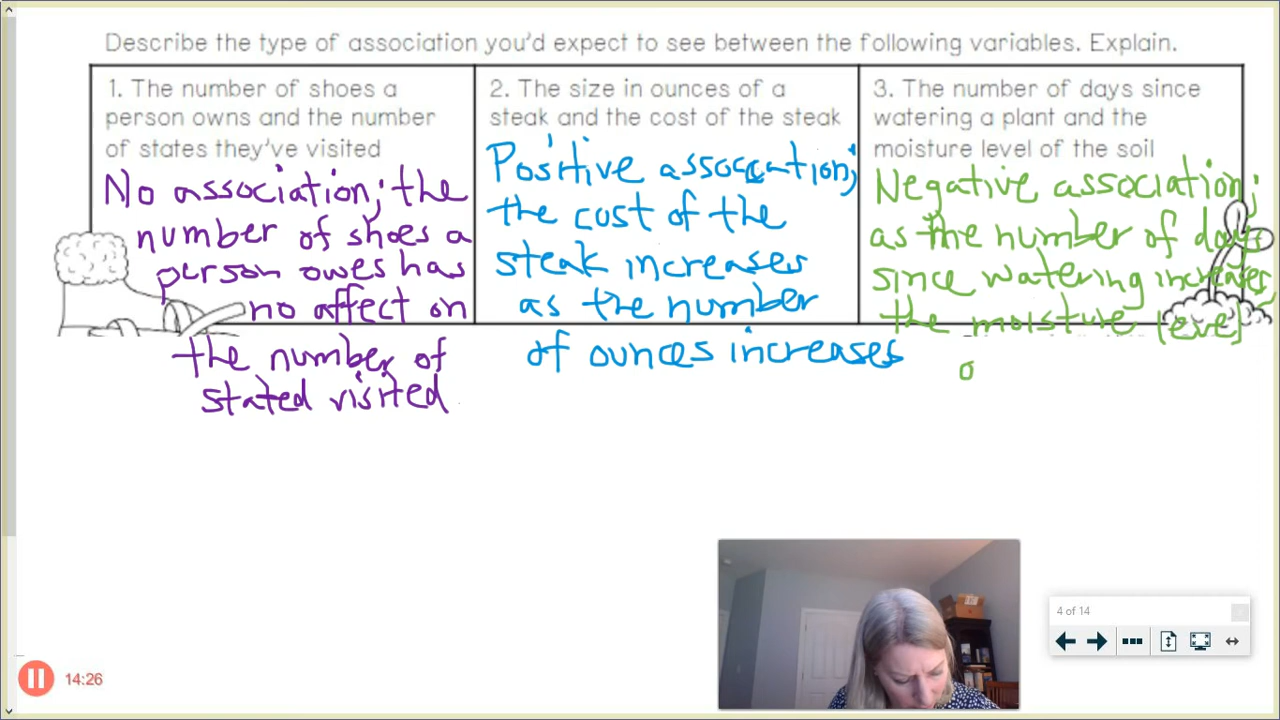 Describe the type of association you'd expect to see between the following variables. Explain.
1. The number of shoes a
person owns and the number
of states they've visited
No association; the
number of shoes a
person owes has
no affect on
the number of
stated visited
2. The size in ounces of a
steak and the cost of the steak
Positive association;
the cost of the
steak increases
as the number
of ounces increases
3. The number of days since
watering a plant and the
moisture level of the soil
Negative association;
as the number of days
since watering increases,
the moisture level
o
4 of 14
14:26